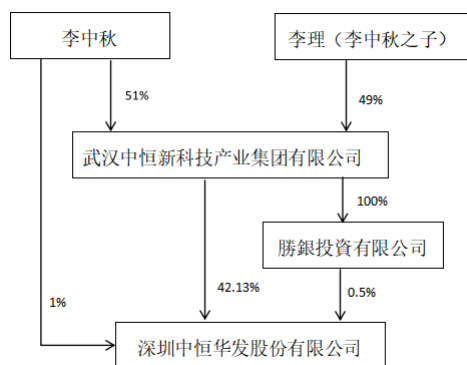 李中秋
李理（李中秋之子）
51%
49%
武汉中恒新科技产业集团有限公司
100%
勝銀投資有限公司
42.13%
0.5%
1%
深圳中恒华发股份有限公司